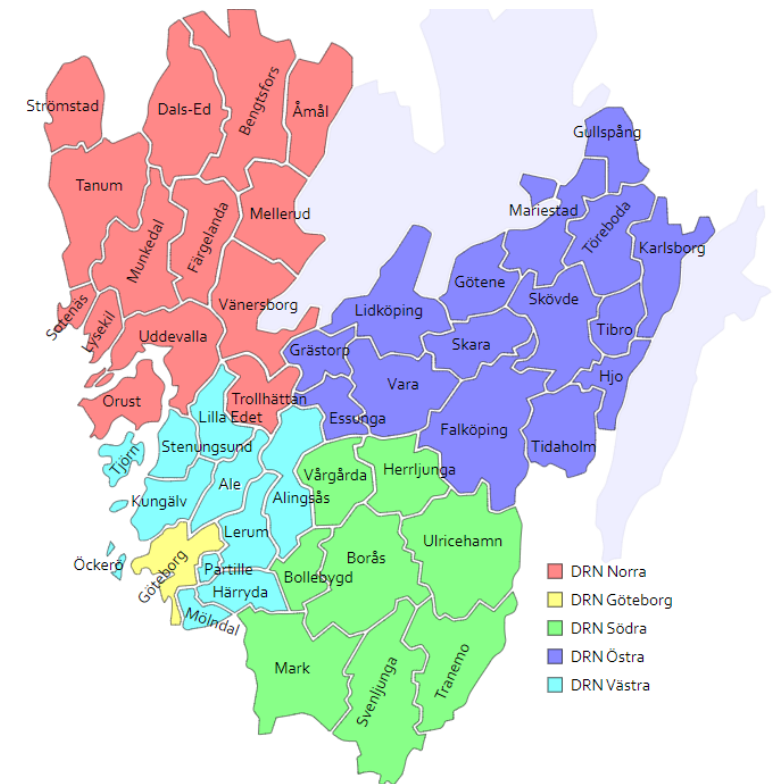 Strömstad
Dals-Ed
Bengtsfors
Åmål
Gullspång
Tanum
Munkedal
Färgelanda
Mellerud
Mariestad
Töreboda
Karlsborg
Sotenäs
Lysekil
Vänersborg
Götene
Skövde
Lidköping
Uddevalla
Tibro
Grästorp
Skara
Hjo
Orust
Trollhättan
Vara
Lilla Edet
Essunga
Falköping
Tidaholm
Stenungsund
Tjörn
Vårgårda
Herrljunga
Kungälv
Ale
Alingsås
Lerum
Ulricehamn
Borås
Öckerö
Göteborg
Partille
Bollebygd
Härryda
Mölndal
Mark
Svenljunga
Tranemo
DRN Norra
DRN Göteborg
DRN Södra
DRN Östra
DRN Västra